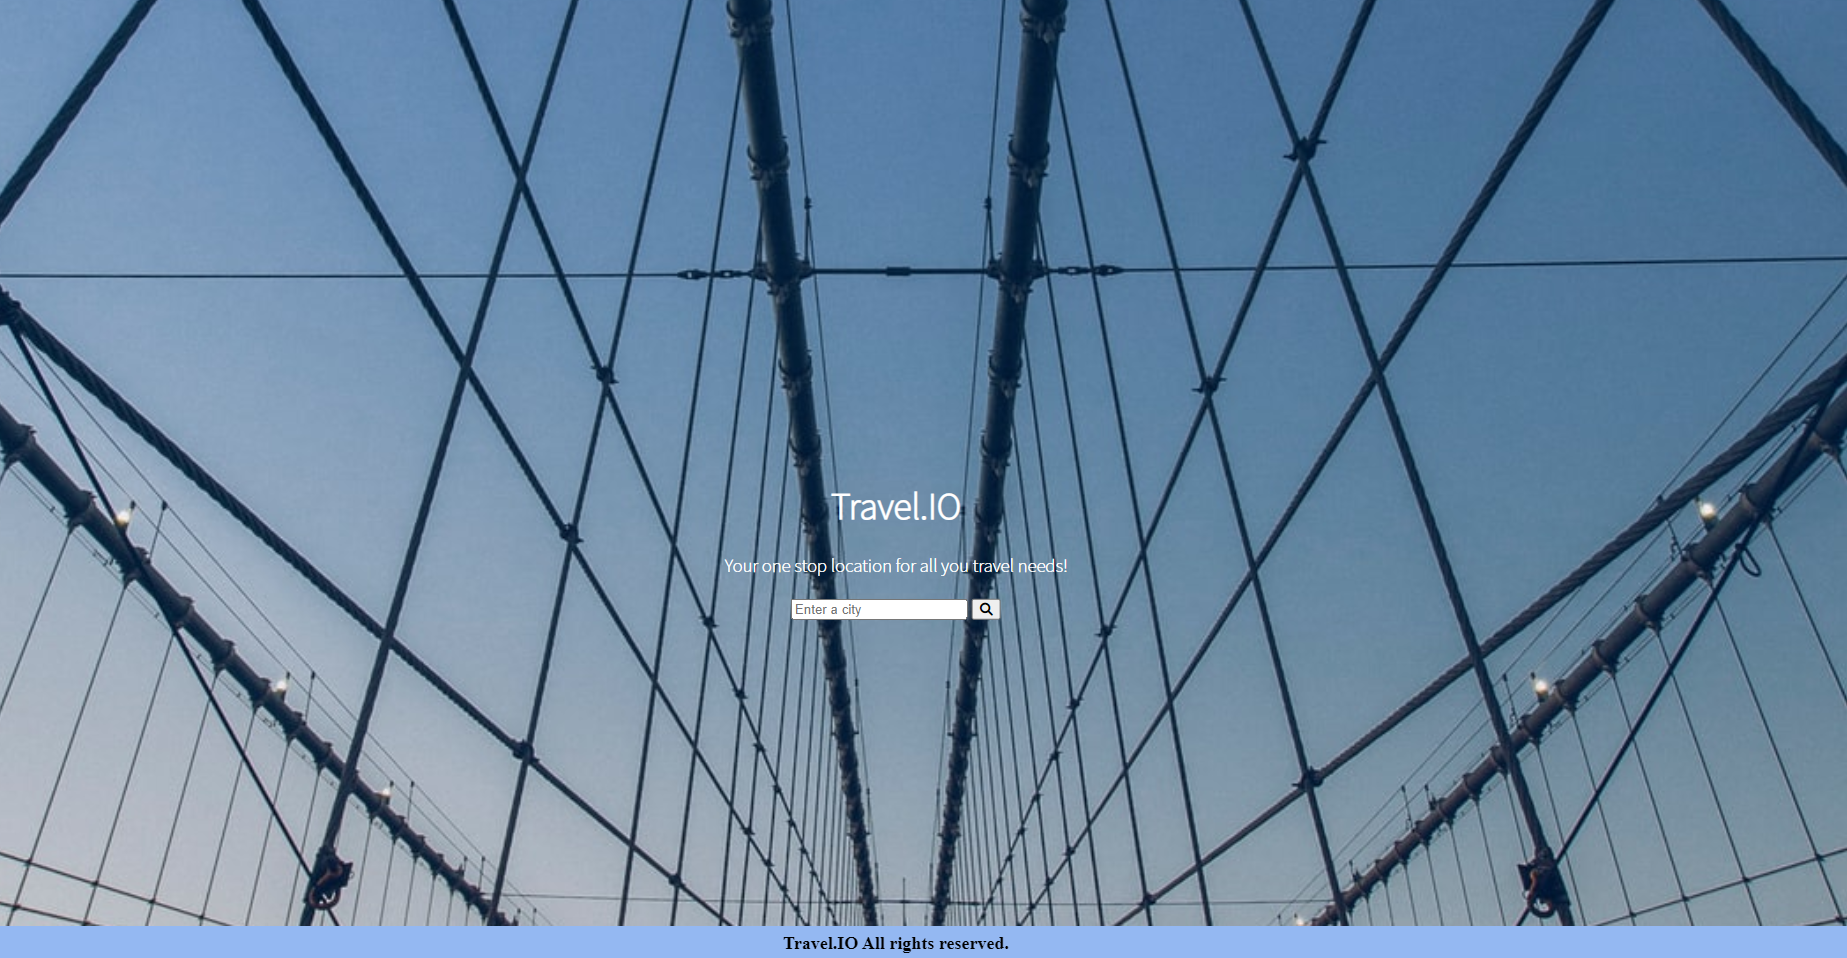 Travel.IO
Your one stop location for all you travel needs!
Enter a city
Travel.IO All rights reserved.